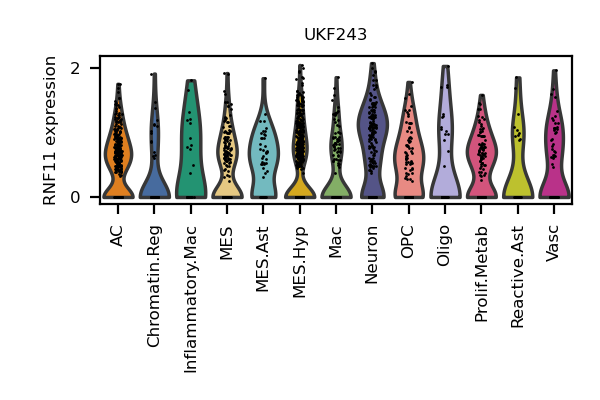 UKF243
RNF11 expression
2
0
AC
Chromatin.Reg
Inflammatory.Mac
MES
MES.Ast
MES.Hyp
Mac
Neuron
OPC
Oligo
Prolif.Metab
Reactive.Ast
Vasc